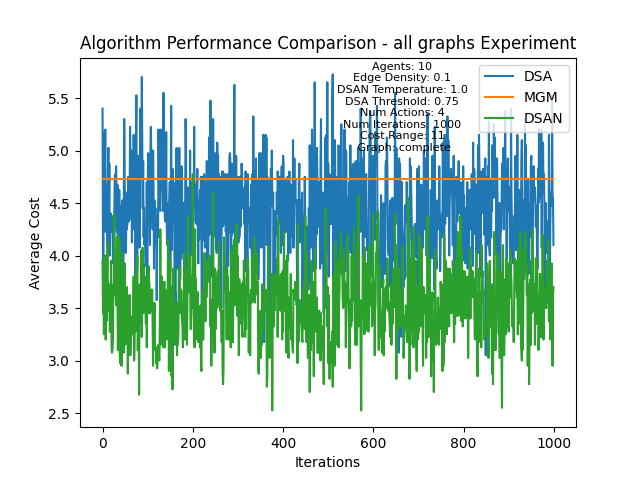 Algorithm Performance Comparison - all graphs Experiment
Agents: 10
Edge Density: 0.1
DSAN Temperature: 1.0
DSA Threshold: 0.75
Num Actions: 4
Num Iterations: 1000
Cost Range: 11
Graph: complete
DSA
MGM
DSAN
Average Cost
5.5
5.0
4.5
4.0
3.5
3.0
2.5
0 200 400 600 800 1000
Iterations